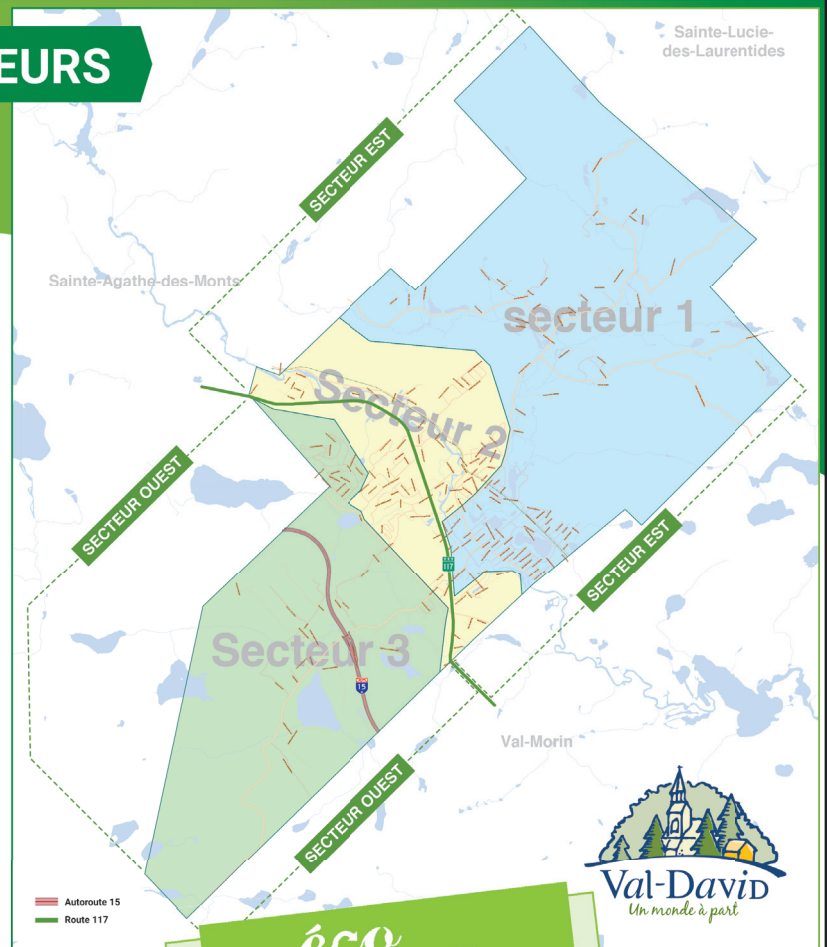 EURS
Sainte-Lucie-
des-Laurentides
SECTEUR EST
Sainte-Agathe-des-Monts
secteur 1
Secteur 2
SECTEUR OUEST
117
SECTEUR EST
Secteur 3
15
Val-Morin
SECTEUR OUEST
Val-David
Un monde à part
Autoroute 15
Route 117
éco